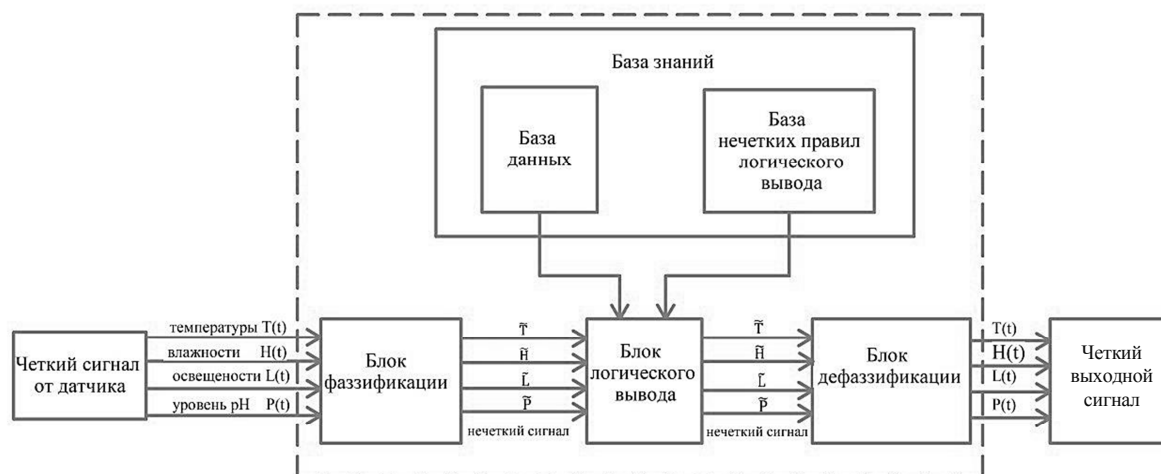 База знаний
База
данных
База
нечетких правил
логического
вывода
Четкий сигнал
от датчика
температуры T(t)
влажности H(t)
освещености L(t)
уровень pH P(t)
Блок
фаззификации
T̃
H̃
L̃
P̃
нечеткий сигнал
Блок
логического
вывода
T̃
H̃
L̃
P̃
нечеткий сигнал
Блок
дефаззификации
T(t)
H(t)
L(t)
P(t)
Четкий
выходной
сигнал